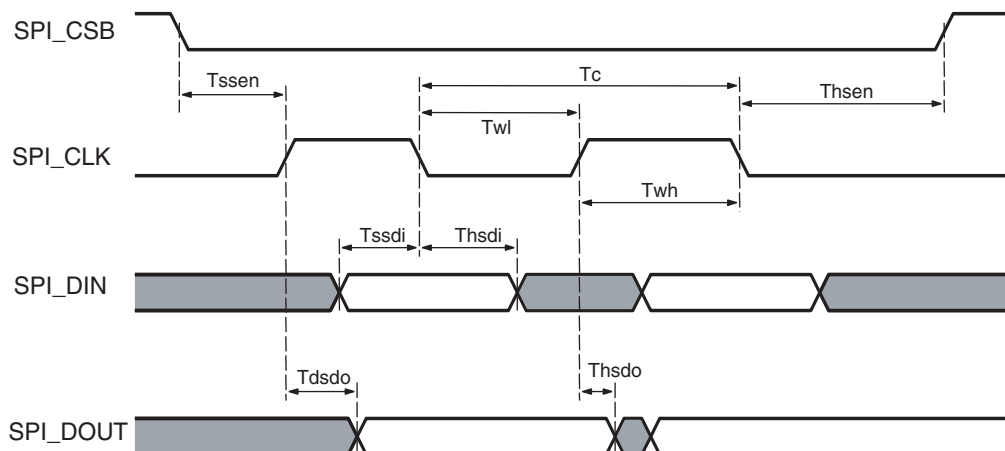 SPI_CSB
Tssen
Tc
Thsen
Twl
SPI_CLK
Twh
Tssdi
Thsdi
SPI_DIN
Tdsdo
Thsdo
SPI_DOUT